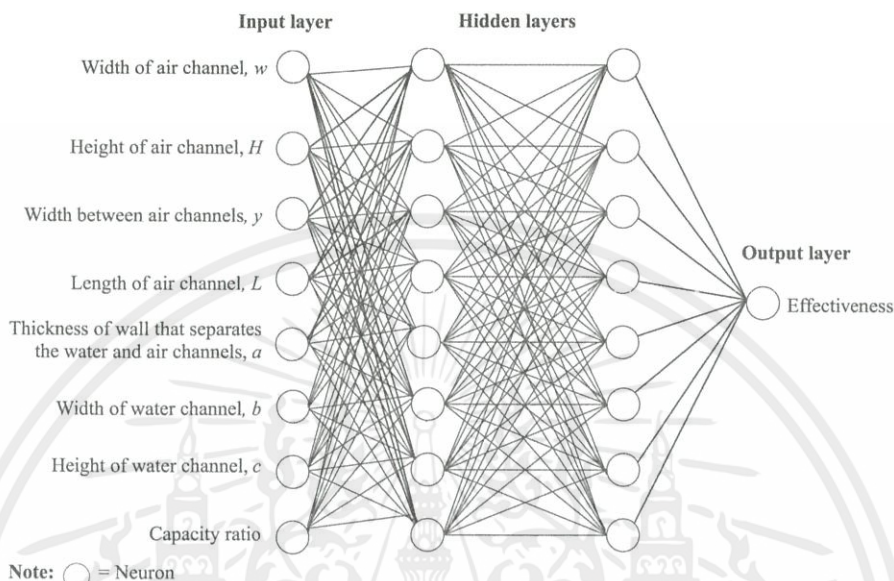 Input layer
Hidden layers
Width of air channel, w
Height of air channel, H
Width between air channels, y
Length of air channel, L
Output layer
Effectiveness
Thickness of wall that separates
the water and air channels, a
Width of water channel, b
Height of water channel, c
Capacity ratio
Note: = Neuron